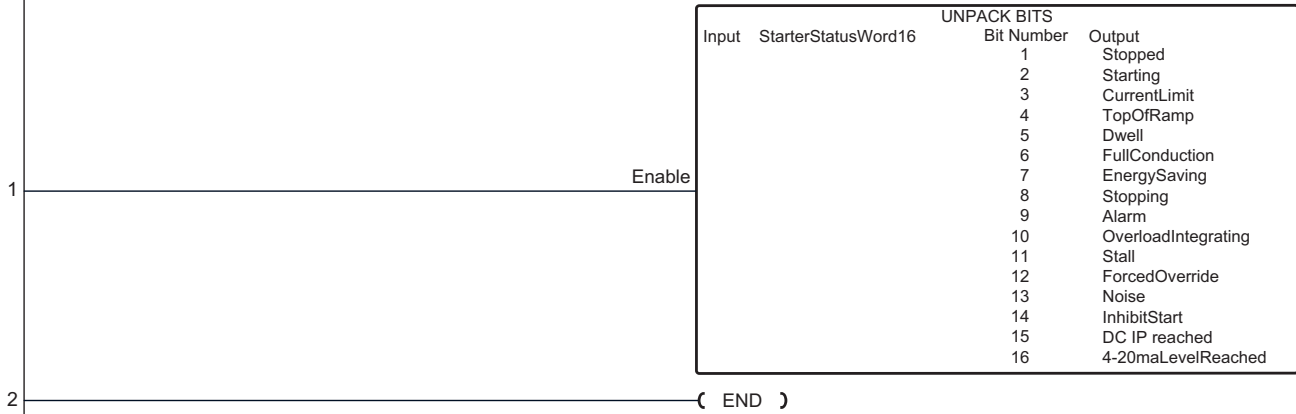 UNPACK BITS
Input StarterStatusWord16 Bit Number Output
1 Stopped
2 Starting
3 CurrentLimit
4 TopOfRamp
5 Dwell
6 FullConduction
Enable
7 EnergySaving
1
8 Stopping
9 Alarm
10 OverloadIntegrating
11 Stall
12 ForcedOverride
13 Noise
14 InhibitStart
15 DC IP reached
16 4-20maLevelReached
2 ( END )